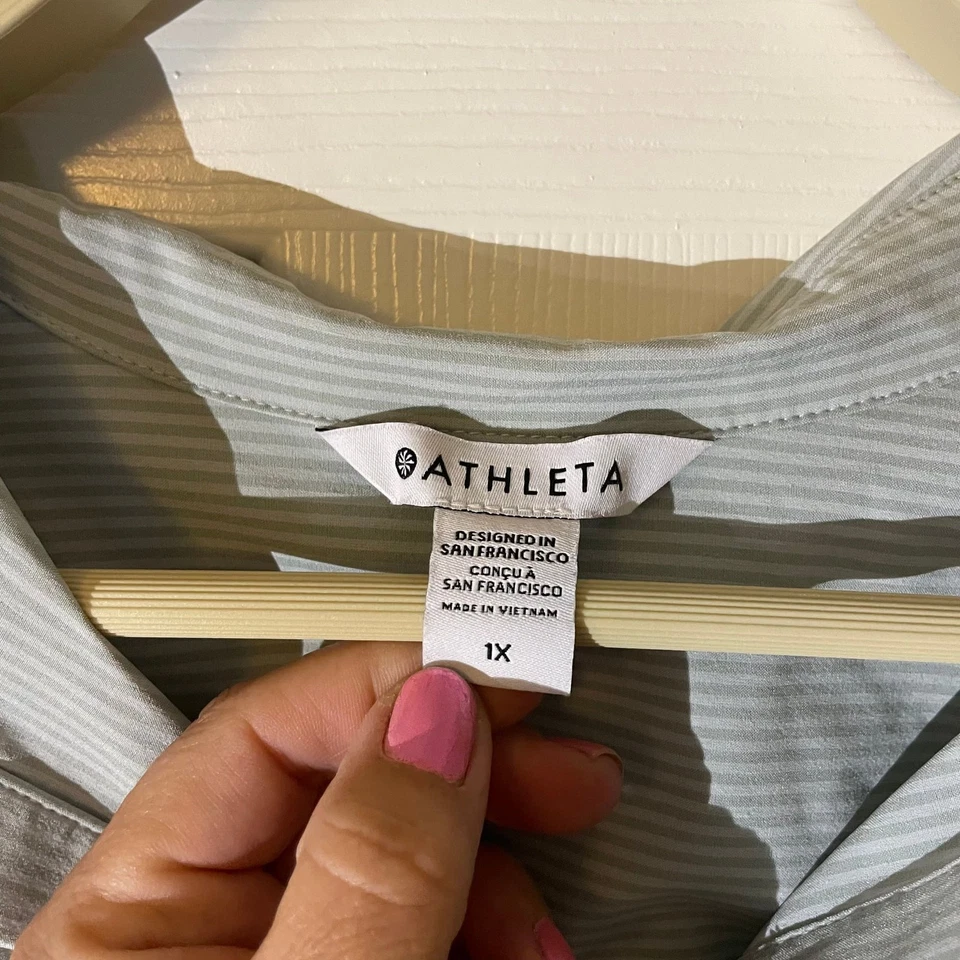 ATHLETA
DESIGNED IN
SAN FRANCISCO
CONÇU À
SAN FRANCISCO
MADE IN VIETNAM
1X